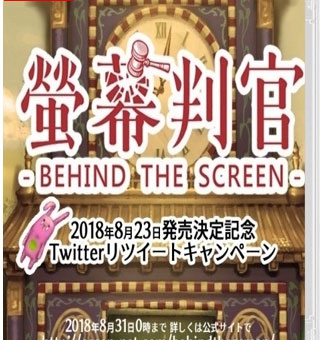 螢幕判官
- BEHIND THE SCREEN -
2018年8月23日発売決定記念
Twitterリツイートキャンペーン
2018年8月31日0時まで 詳しくは公式サイトで